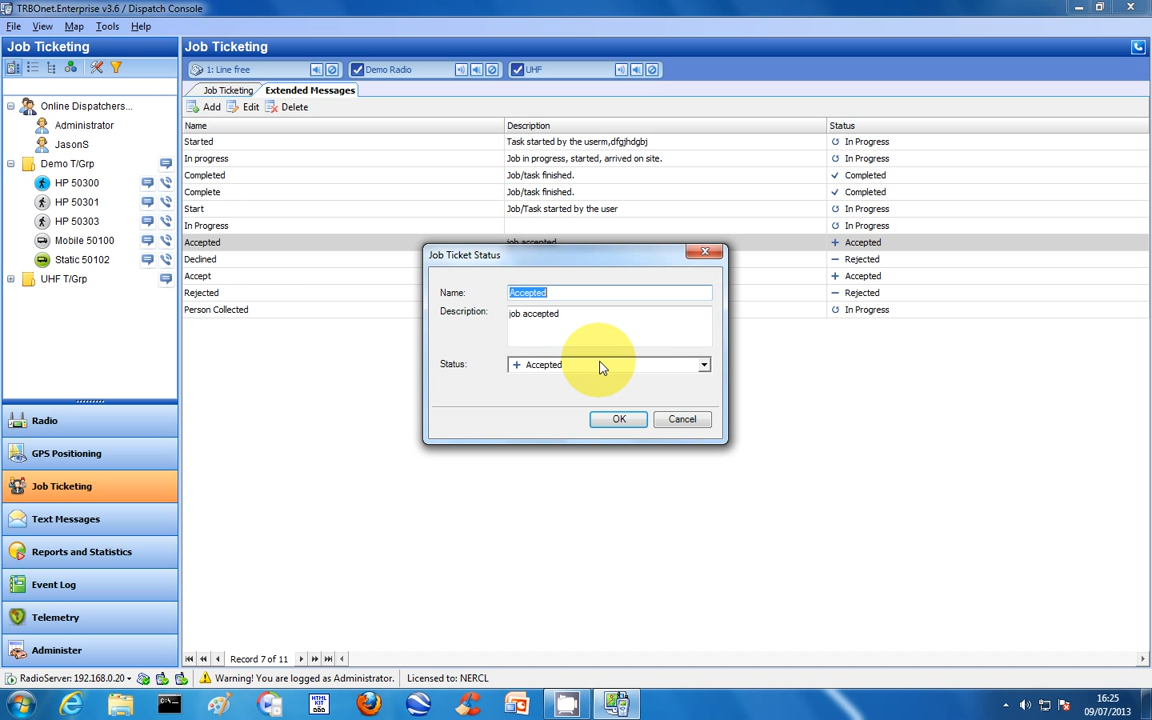 TRBOnet.Enterprise v3.6 / Dispatch Console
File View Map Tools Help
Job Ticketing
Job Ticketing
1: Line free Demo Radio UHF
Job Ticketing Extended Messages
Add Edit Delete
Online Dispatchers...
Administrator
JasonS
Demo T/Grp
HP 50300
HP 50301
HP 50303
Mobile 50100
Static 50102
UHF T/Grp
Name Description Status
Started Task started by the userm,dfgjhdgbj In Progress
In progress Job in progress, started, arrived on site. In Progress
Completed Job/task finished. Completed
Complete Job/task finished. Completed
Start Job/Task started by the user In Progress
In Progress In Progress
Accepted job accepted Accepted
Declined Rejected
Accept Accepted
Rejected Rejected
Person Collected In Progress
Job Ticket Status
Name: Accepted
Description: job accepted
Status: Accepted
OK Cancel
Radio
GPS Positioning
Job Ticketing
Text Messages
Reports and Statistics
Event Log
Telemetry
Administer
Record 7 of 11
RadioServer: 192.168.0.20 Warning! You are logged as Administrator. Licensed to: NERCL
HTML
KIT
16:25
09/07/2013